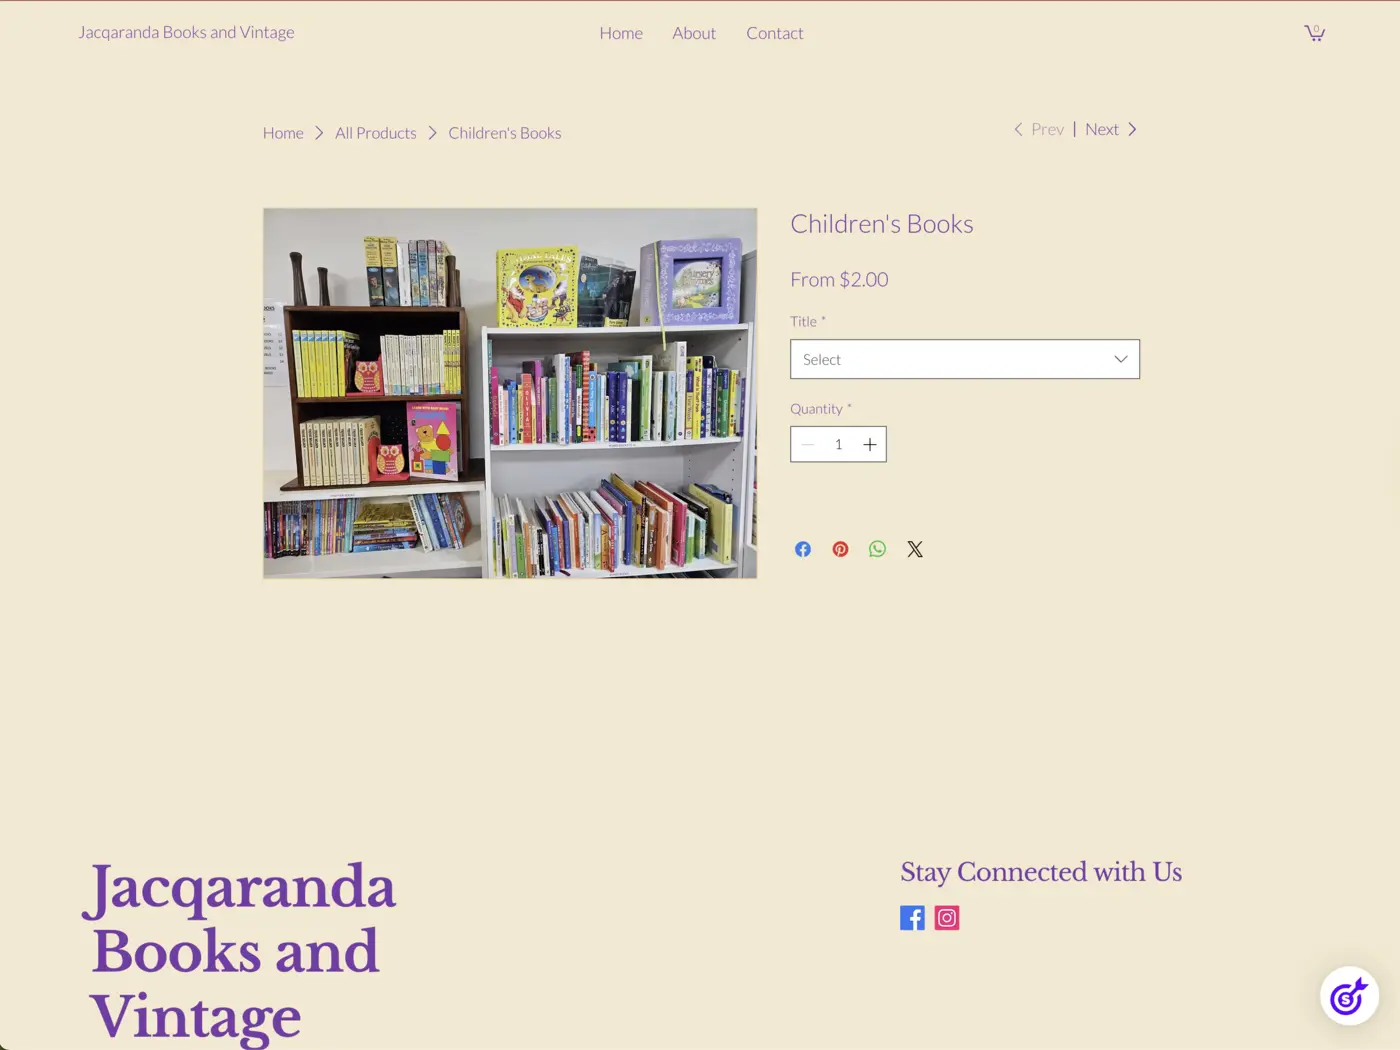 Jacqaranda Books and Vintage
Home
About
Contact
0
Home
All Products
Children's Books
Prev
Next
Children's Books
From $2.00
Title *
Select
Quantity *
1
OLIVIA
Jacqaranda
Books and
Vintage
Stay Connected with Us